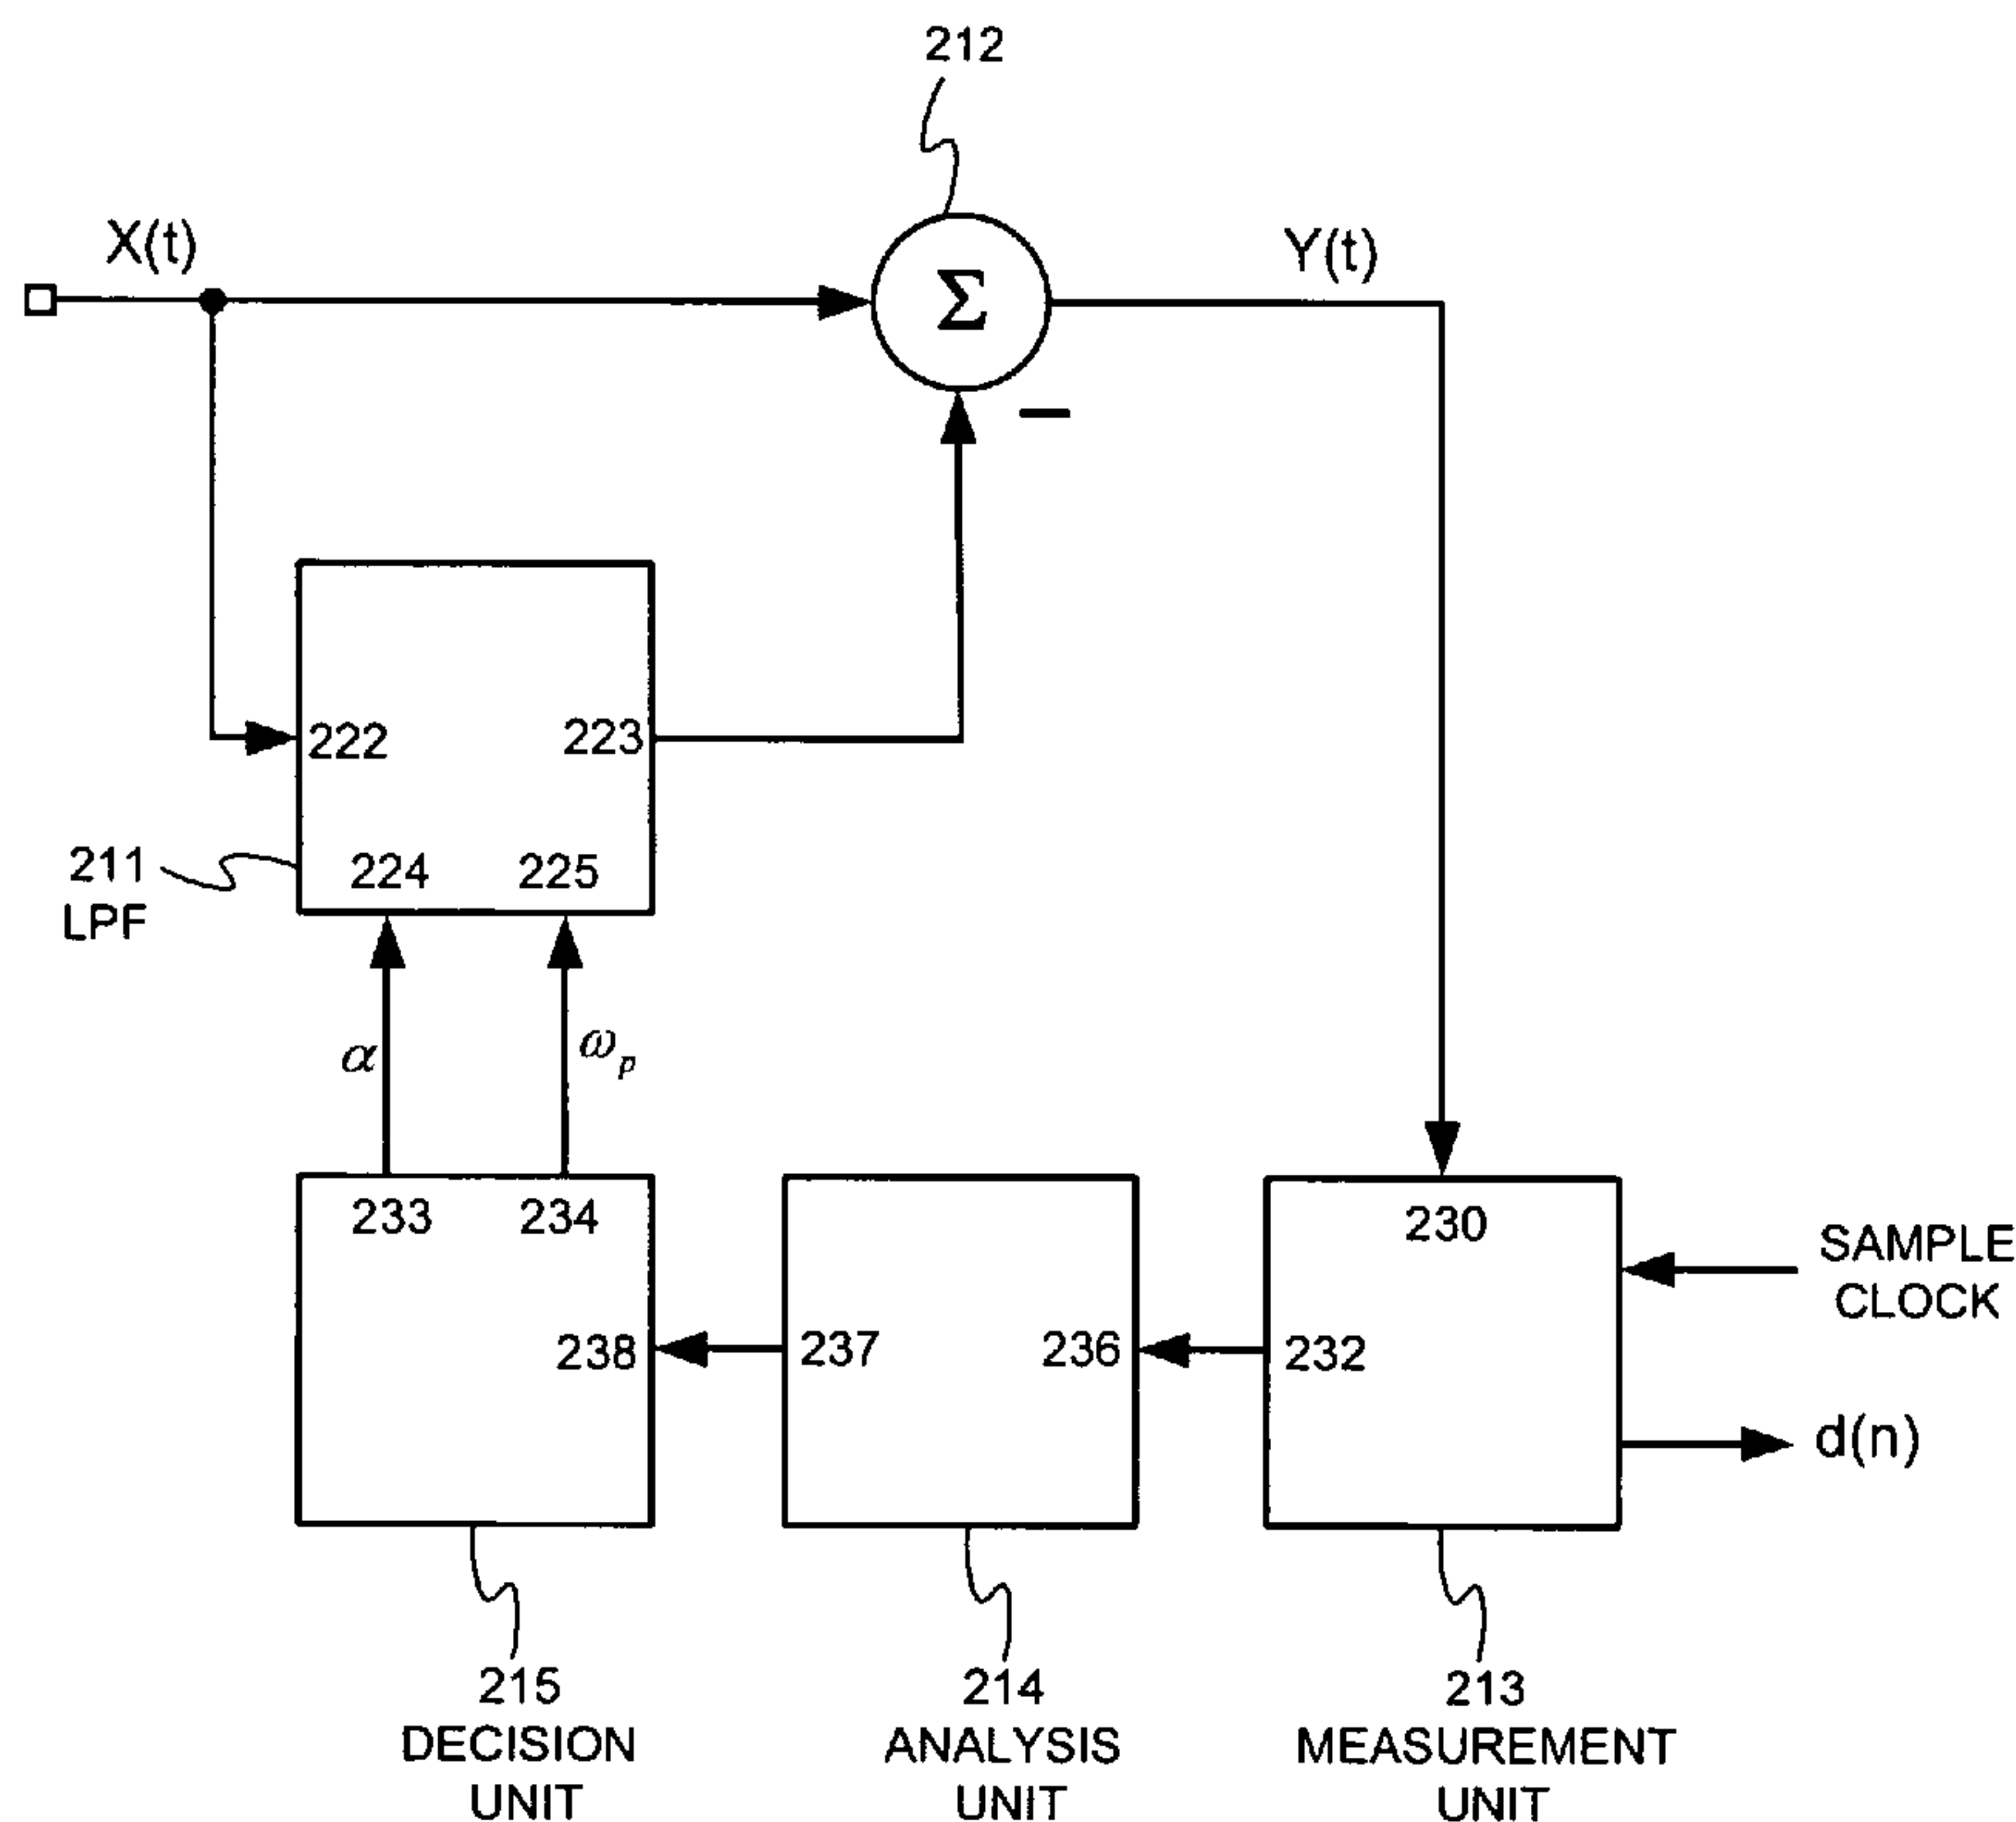 212
X(t)
Y(t)
Σ
−
222
223
211
LPF
224
225
α
ω p
233
234
230
SAMPLE
CLOCK
238
237
236
232
d(n)
215
DECISION
UNIT
214
ANALYSIS
UNIT
213
MEASUREMENT
UNIT